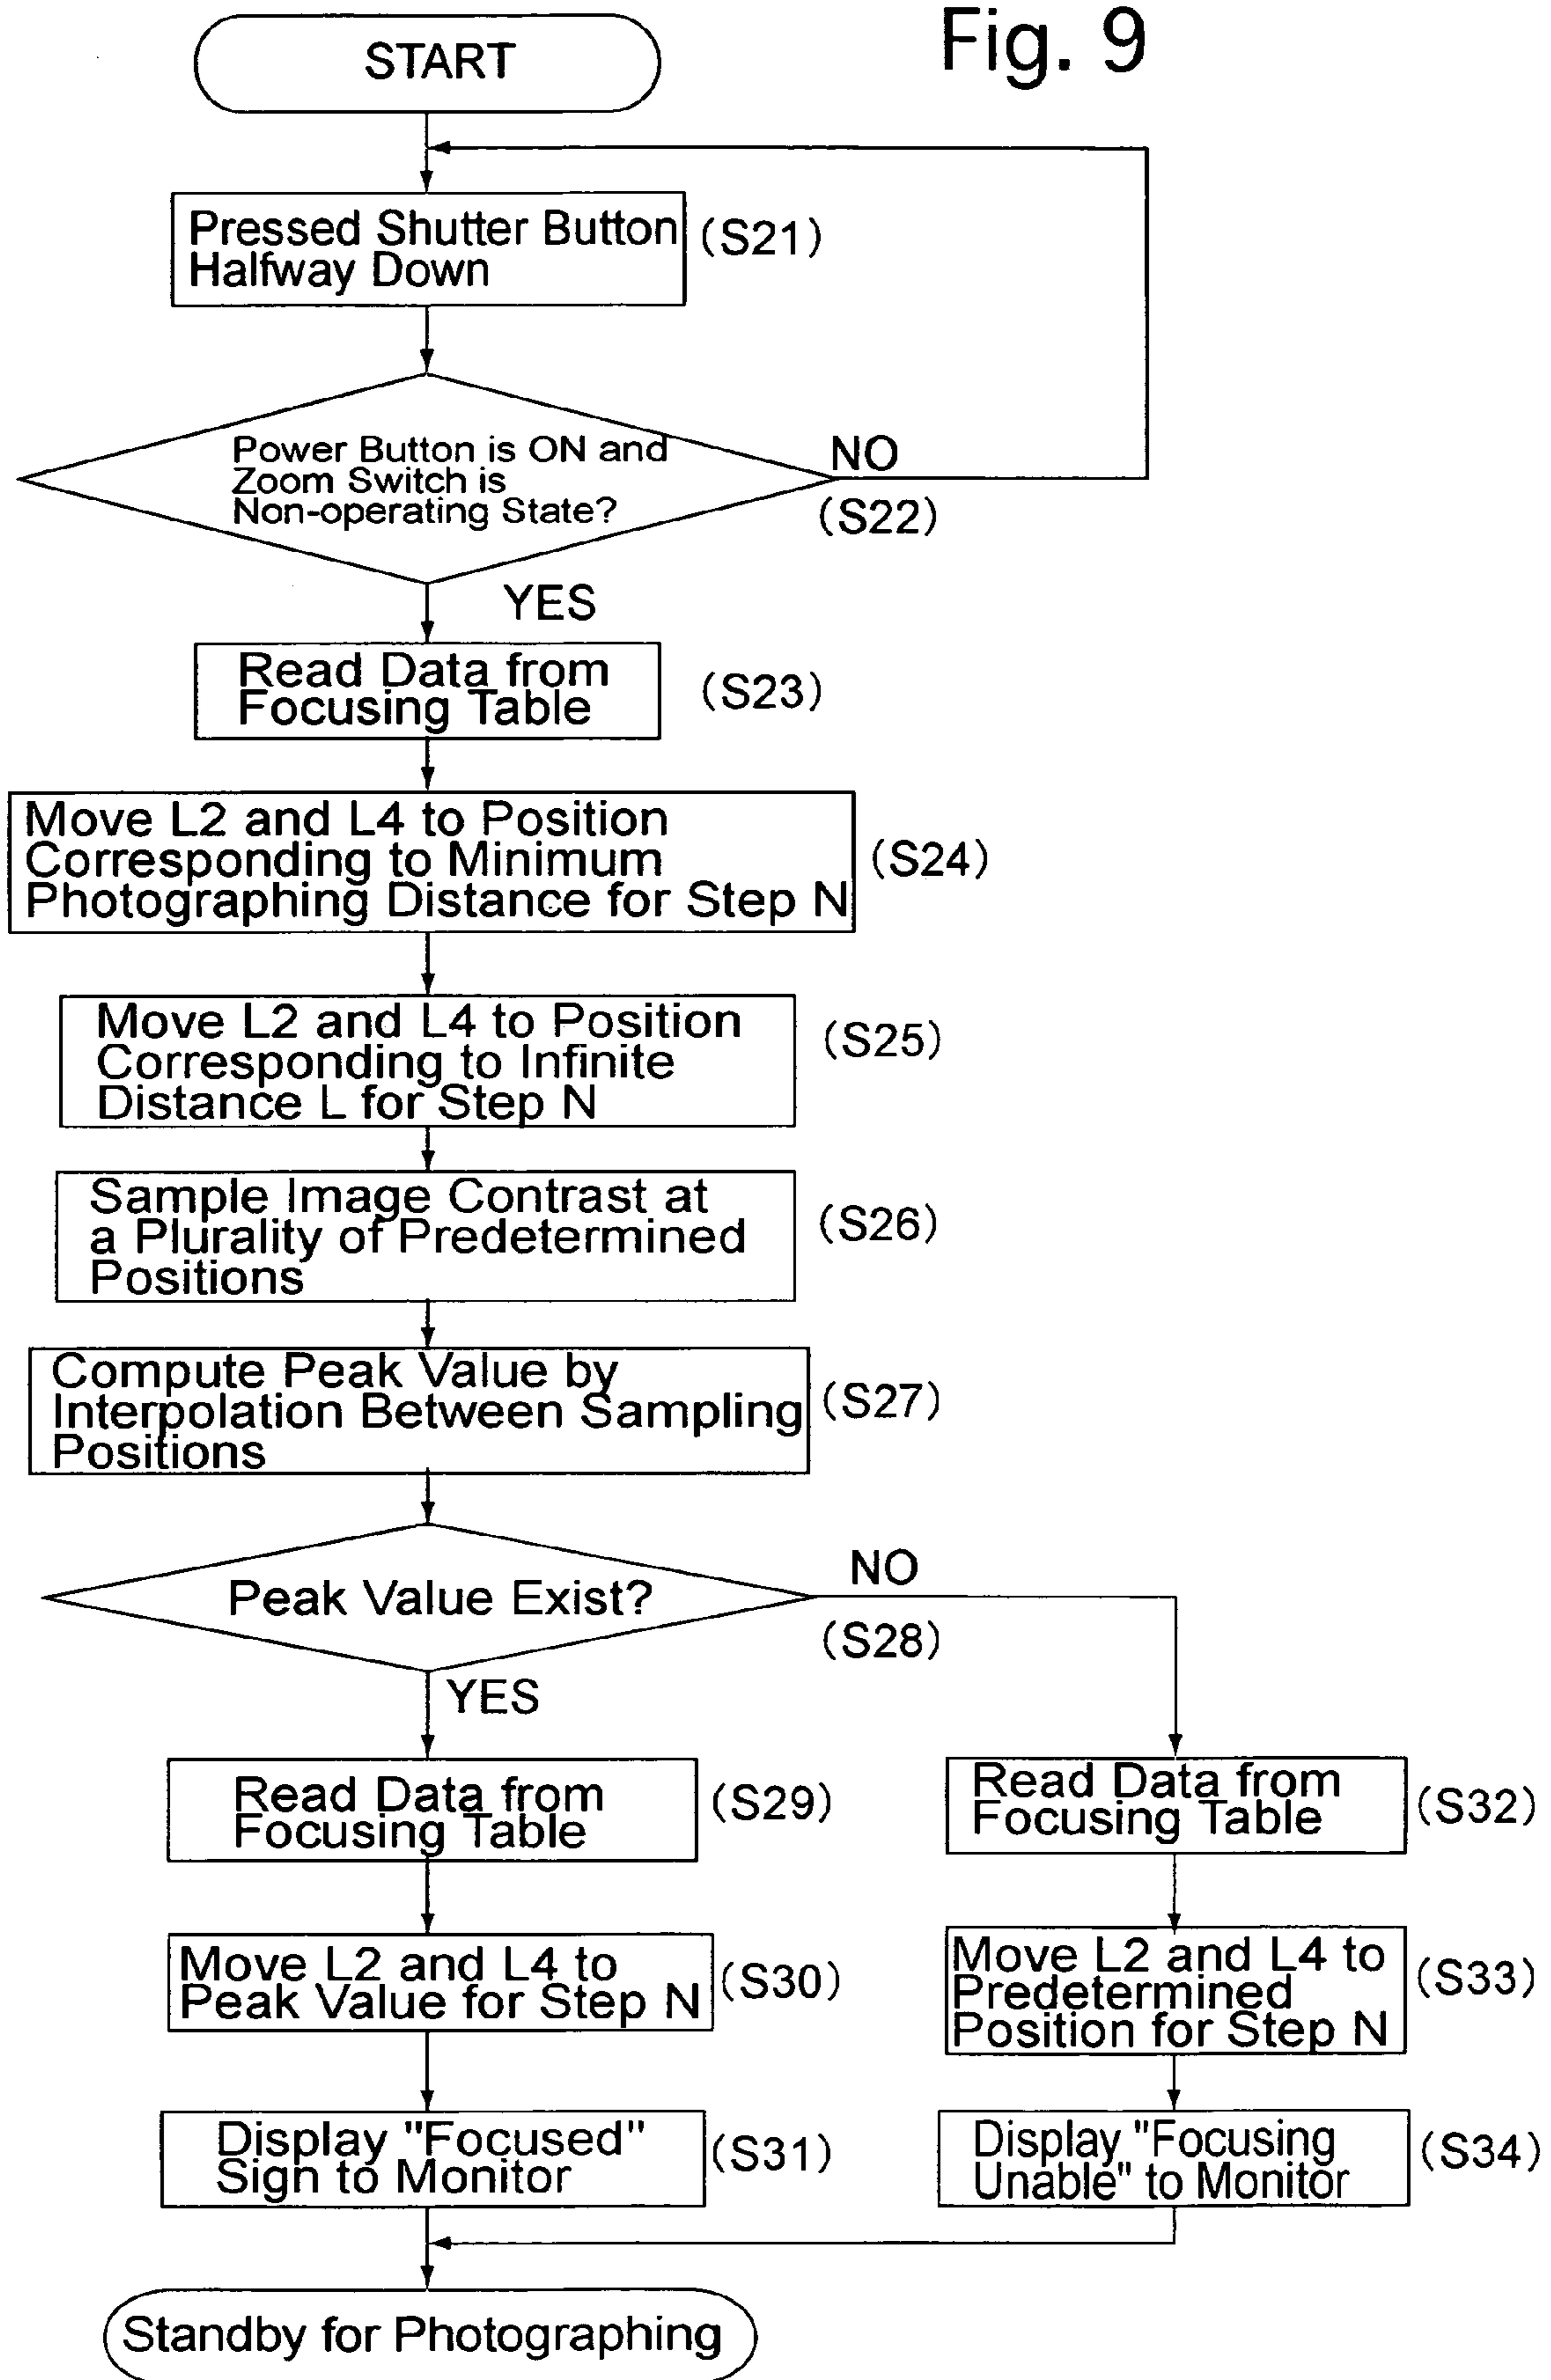 Fig. 9
START
Pressed Shutter Button
Halfway Down
(S21)
Power Button is ON and
Zoom Switch is
Non-operating State?
NO
(S22)
YES
Read Data from
Focusing Table
(S23)
Move L2 and L4 to Position
Corresponding to Minimum
Photographing Distance for Step N
(S24)
Move L2 and L4 to Position
Corresponding to Infinite
Distance L for Step N
(S25)
Sample Image Contrast at
a Plurality of Predetermined
Positions
(S26)
Compute Peak Value by
Interpolation Between Sampling
Positions
(S27)
Peak Value Exist?
NO
(S28)
YES
Read Data from
Focusing Table
(S29)
Read Data from
Focusing Table
(S32)
Move L2 and L4 to
Peak Value for Step N
(S30)
Move L2 and L4 to
Predetermined
Position for Step N
(S33)
Display "Focused"
Sign to Monitor
(S31)
Display "Focusing
Unable" to Monitor
(S34)
Standby for Photographing